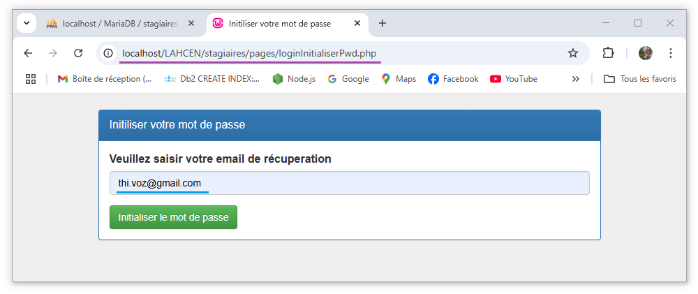 localhost / MariaDB / stagiaires
Initiliser votre mot de passe
localhost/LAHCEN/stagiaires/pages/loginInitialiserPwd.php
Boîte de réception (...
Db2 CREATE INDEX:...
Node.js
Google
Maps
Facebook
YouTube
Tous les favoris
Initiliser votre mot de passe
Veuillez saisir votre email de récuperation
thi.voz@gmail.com
Initialiser le mot de passe